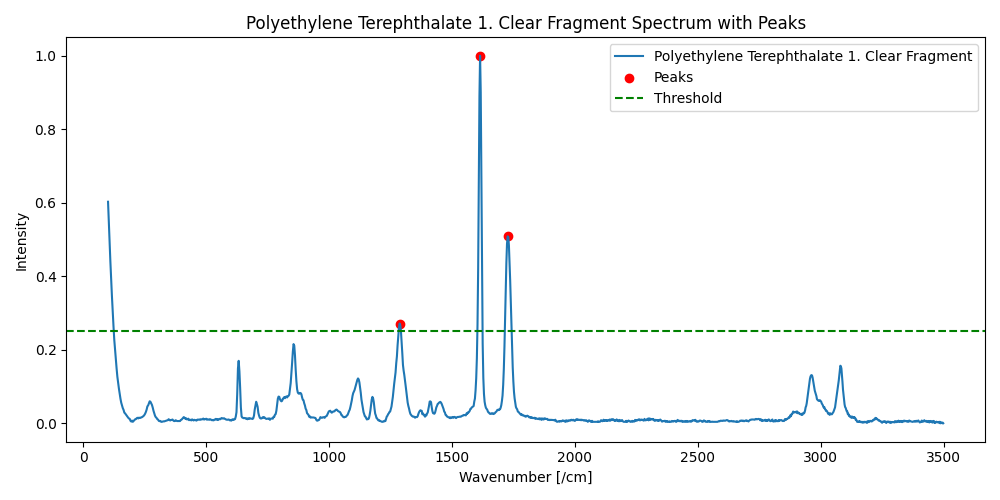 Polyethylene Terephthalate 1. Clear Fragment Spectrum with Peaks
Polyethylene Terephthalate 1. Clear Fragment
Peaks
Threshold
Intensity
1.0
0.8
0.6
0.4
0.2
0.0
0 500 1000 1500 2000 2500 3000 3500
Wavenumber [/cm]